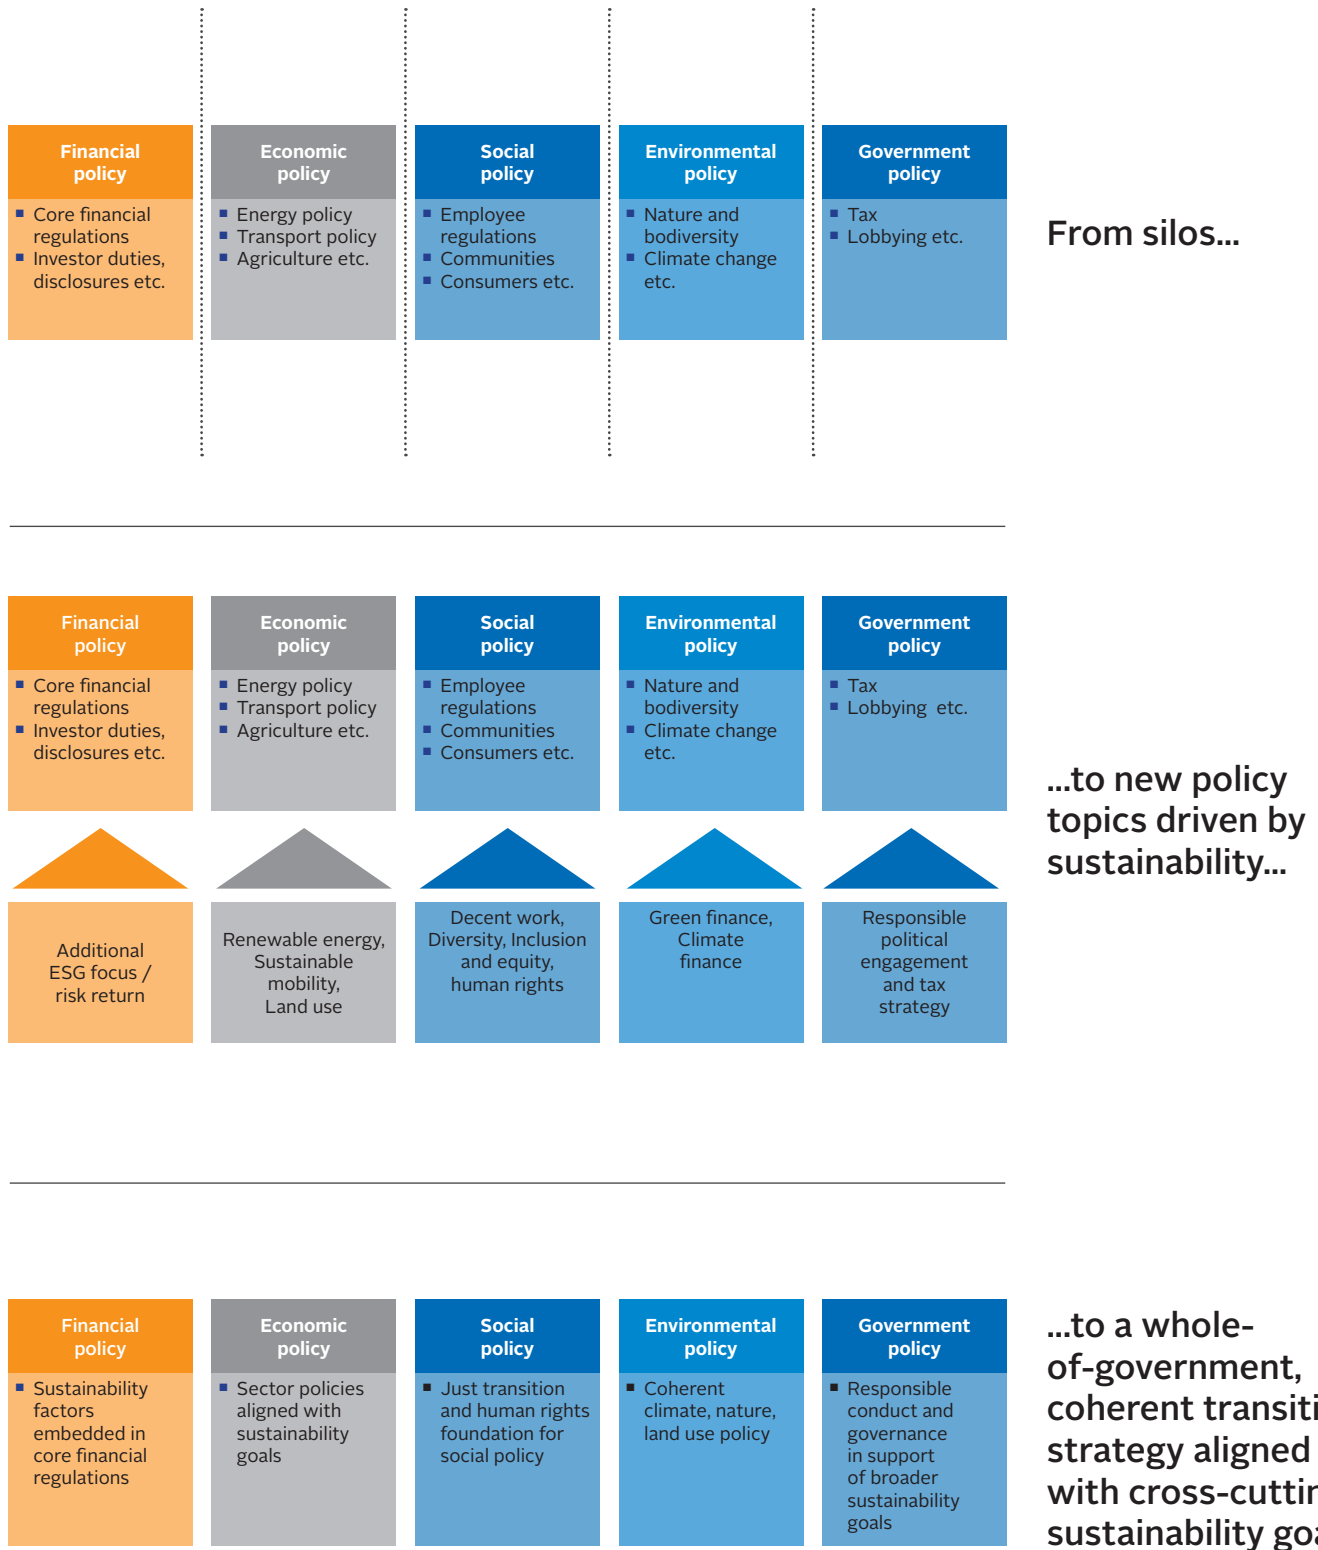 Financial
policy
■ Core financial
regulations
■ Investor duties,
disclosures etc.
Economic
policy
■ Energy policy
■ Transport policy
■ Agriculture etc.
Social
policy
■ Employee
regulations
■ Communities
■ Consumers etc.
Environmental
policy
■ Nature and
bodiversity
■ Climate change
etc.
Government
policy
■ Tax
■ Lobbying etc.
From silos...
Financial
policy
■ Core financial
regulations
■ Investor duties,
disclosures etc.
Economic
policy
■ Energy policy
■ Transport policy
■ Agriculture etc.
Social
policy
■ Employee
regulations
■ Communities
■ Consumers etc.
Environmental
policy
■ Nature and
bodiversity
■ Climate change
etc.
Government
policy
■ Tax
■ Lobbying etc.
Additional
ESG focus /
risk return
Renewable energy,
Sustainable
mobility,
Land use
Decent work,
Diversity, Inclusion
and equity,
human rights
Green finance,
Climate
finance
Responsible
political
engagement
and tax
strategy
...to new policy
topics driven by
sustainability...
Financial
policy
■ Sustainability
factors
embedded in
core financial
regulations
Economic
policy
■ Sector policies
aligned with
sustainability
goals
Social
policy
■ Just transition
and human rights
foundation for
social policy
Environmental
policy
■ Coherent
climate, nature,
land use policy
Government
policy
■ Responsible
conduct and
governance
in support
of broader
sustainability
goals
...to a whole-
of-government,
coherent
strategy aligned
with
sustainability